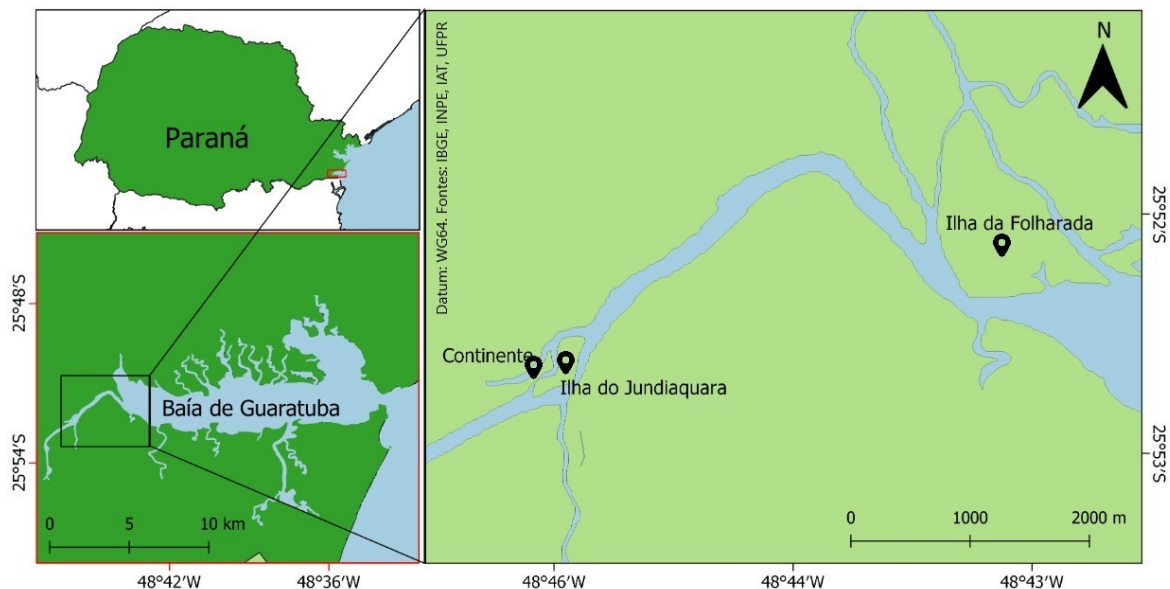 Paraná
25°48'S
25°54'S
Baía de Guaratuba
0 5 10 km
48°42'W 48°36'W
Datum: WG64. Fontes: IBGE, INPE, IAT, UFPR
N
Ilha da Folharada
Continente
Ilha do Jundiaquara
25°52'S
25°53'S
0 1000 2000 m
48°46'W 48°44'W 48°43'W